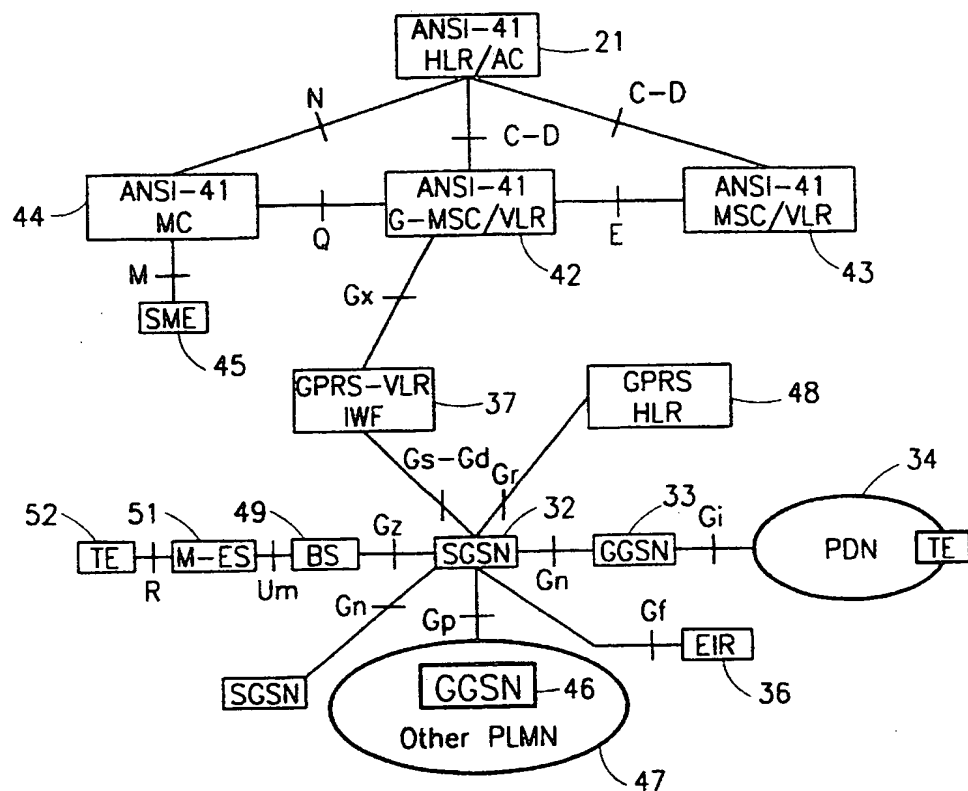 ANSI-41
HLR/AC
21
N
C-D
C-D
44
ANSI-41
MC
Q
ANSI-41
G-MSC/VLR
42
E
ANSI-41
MSC/VLR
43
M
SME
45
Gx
GPRS-VLR
IWF
37
GPRS
HLR
48
Gs-Gd
Gr
52
TE
R
51
M-ES
Um
49
BS
Gz
32
SGSN
Gn
33
GGSN
Gi
34
PDN
TE
Gn
SGSN
Gp
Gf
EIR
36
GGSN
46
Other PLMN
47